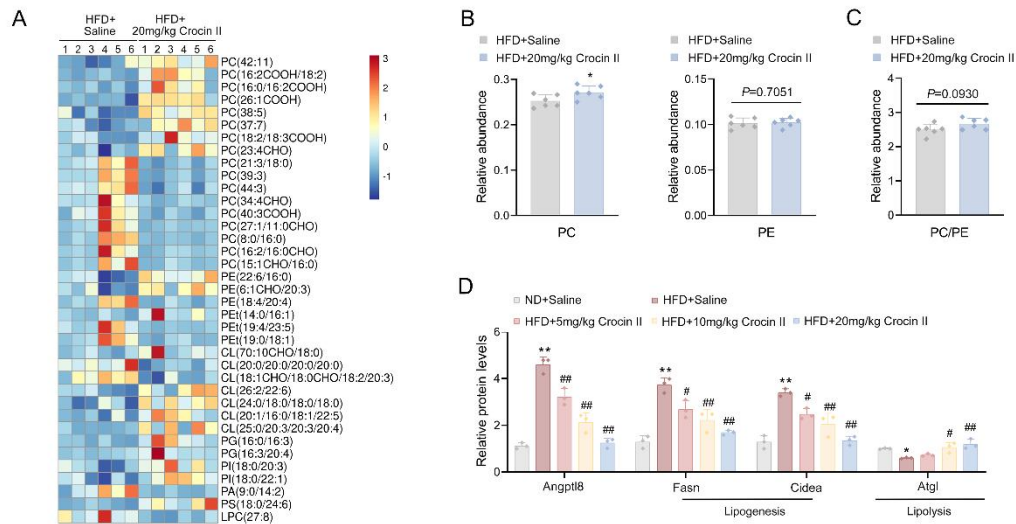 A
HFD+
Saline
HFD+
20mg/kg Crocin II
1 2 3 4 5 6 1 2 3 4 5 6
PC(42:11)
PC(16:2COOH/18:2)
PC(16:0/16:2COOH)
PC(26:1COOH)
PC(38:5)
PC(37:7)
PC(18:2/18:3COOH)
PC(23:4CHO)
PC(21:3/18:0)
PC(39:3)
PC(44:3)
PC(34:4CHO)
PC(40:3COOH)
PC(27:1/11:0CHO)
PC(8:0/16:0)
PC(16:2/16:0CHO)
PC(15:1CHO/16:0)
PE(22:6/16:0)
PE(6:1CHO/20:3)
PE(18:4/20:4)
PEt(14:0/16:1)
PEt(19:4/23:5)
PEt(19:0/18:1)
CL(70:10CHO/18:0)
CL(20:0/20:0/20:0/20:0)
CL(18:1CHO/18:0CHO/18:2/20:3)
CL(26:2/22:6)
CL(24:0/18:0/18:0/18:0)
CL(20:1/16:0/18:1/22:5)
CL(25:0/20:3/20:3/20:4)
PG(16:0/16:3)
PG(16:3/20:4)
PI(18:0/20:3)
PI(18:0/22:1)
PA(9:0/14:2)
PS(18:0/24:6)
LPC(27:8)
3
2
1
0
-1
B
HFD+Saline
HFD+20mg/kg Crocin II
Relative abundance
0.3
0.2
0.1
0.0
*
PC
HFD+Saline
HFD+20mg/kg Crocin II
Relative abundance
0.15
0.10
0.05
0.00
P=0.7051
PE
C
HFD+Saline
HFD+20mg/kg Crocin II
Relative abundance
4
3
2
1
0
P=0.0930
PC/PE
D
ND+Saline HFD+Saline
HFD+5mg/kg Crocin II HFD+10mg/kg Crocin II HFD+20mg/kg Crocin II
Relative protein levels
6
5
4
3
2
1
0
** ## ## ##
** # ## ##
** # ## ##
* # ##
Angptl8 Fasn Cidea Atgl
Lipogenesis Lipolysis